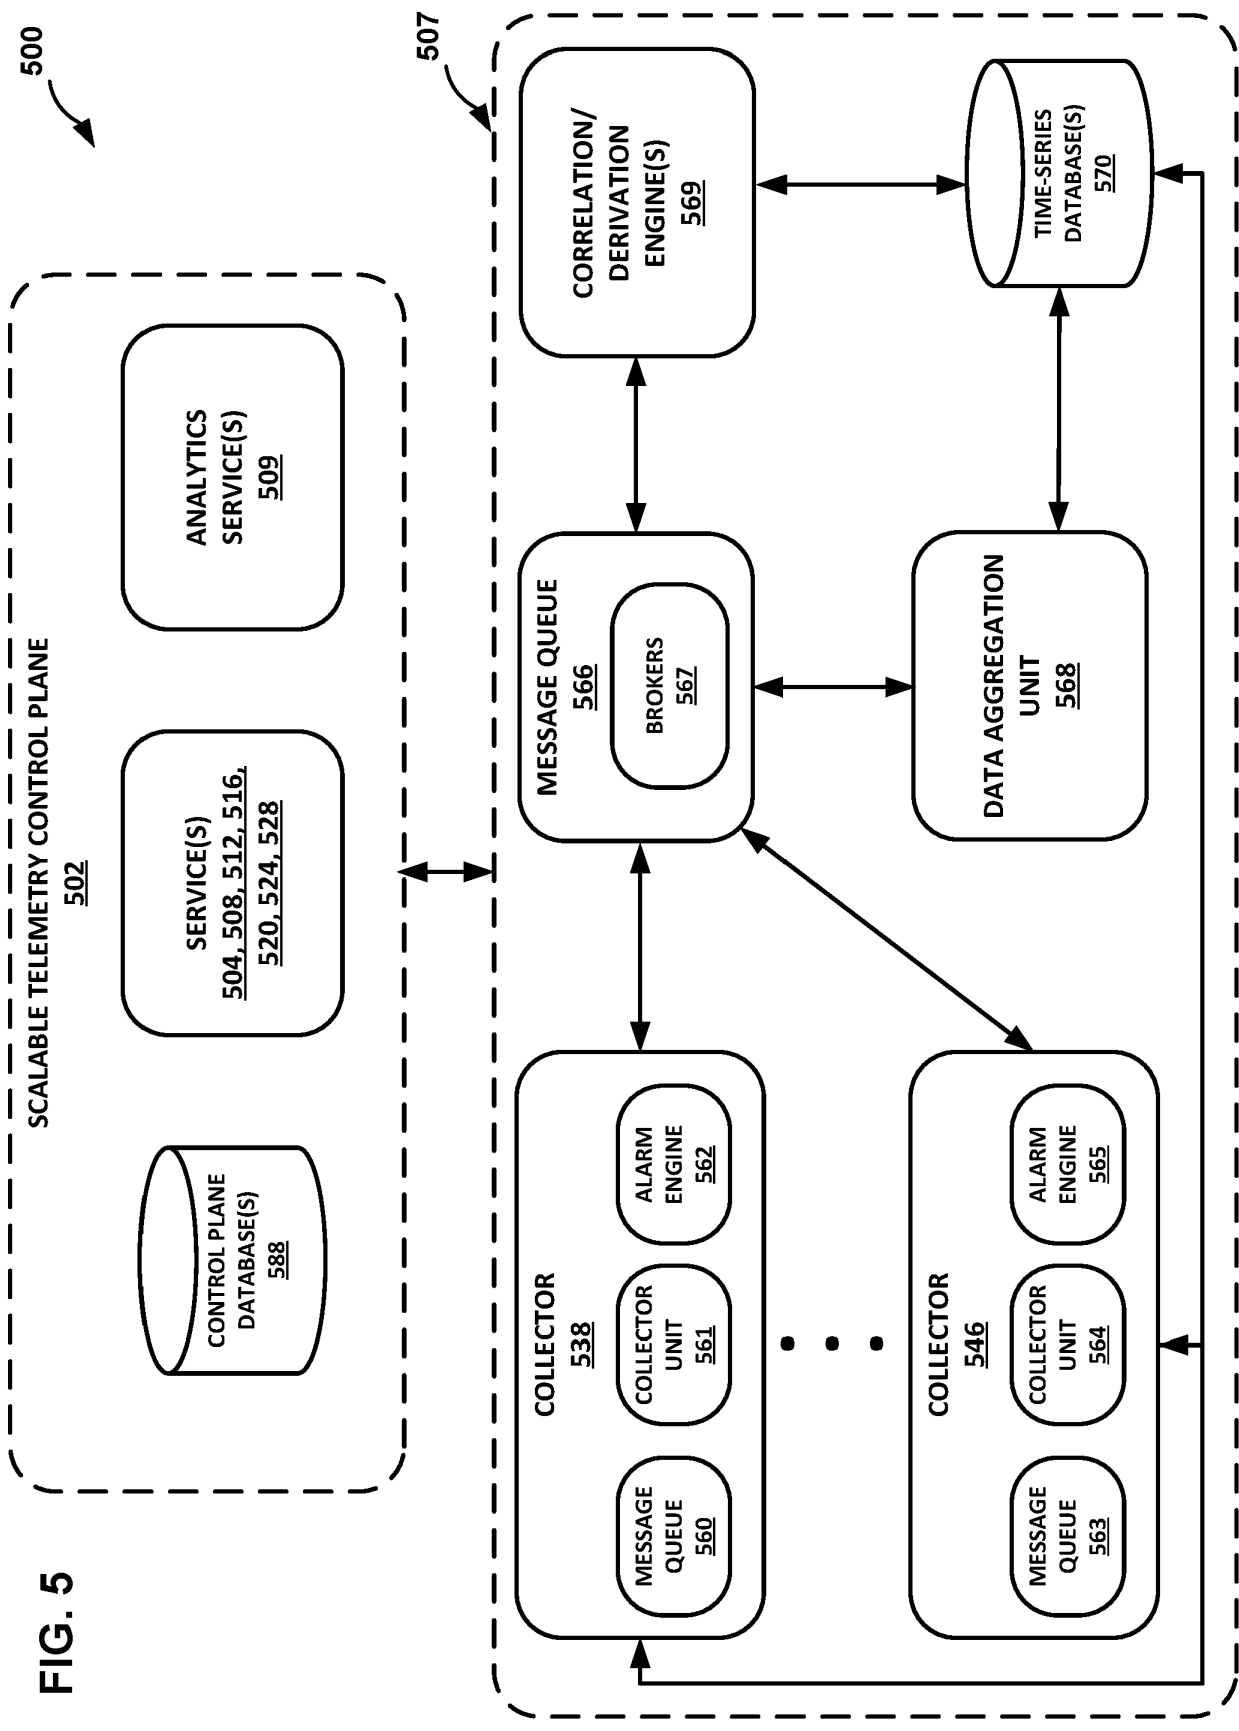 FIG. 5
500
SCALABLE TELEMETRY CONTROL PLANE
502
CONTROL PLANE
DATABASE(S)
588
SERVICE(S)
504, 508, 512, 516,
520, 524, 528
ANALYTICS
SERVICE(S)
509
507
COLLECTOR
538
MESSAGE
QUEUE
560
COLLECTOR
UNIT
561
ALARM
ENGINE
562
MESSAGE QUEUE
566
BROKERS
567
CORRELATION/
DERIVATION
ENGINE(S)
569
COLLECTOR
546
MESSAGE
QUEUE
563
COLLECTOR
UNIT
564
ALARM
ENGINE
565
DATA AGGREGATION
UNIT
568
TIME-SERIES
DATABASE(S)
570